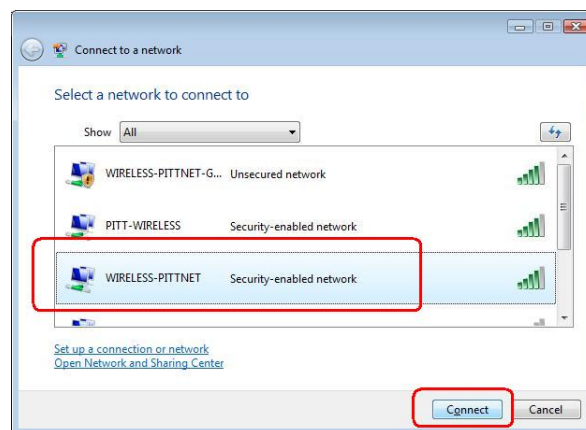 Connect to a network
Select a network to connect to
Show All
WIRELESS-PITTNET-G... Unsecured network
PITT-WIRELESS Security-enabled network
WIRELESS-PITTNET Security-enabled network
Set up a connection or network
Open Network and Sharing Center
Connect Cancel